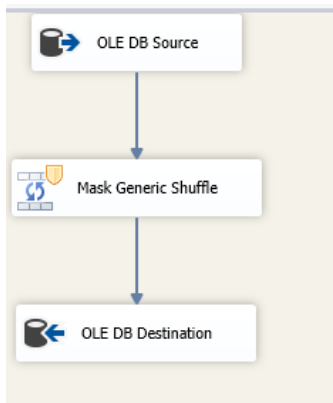 OLE DB Source
Mask Generic Shuffle
OLE DB Destination